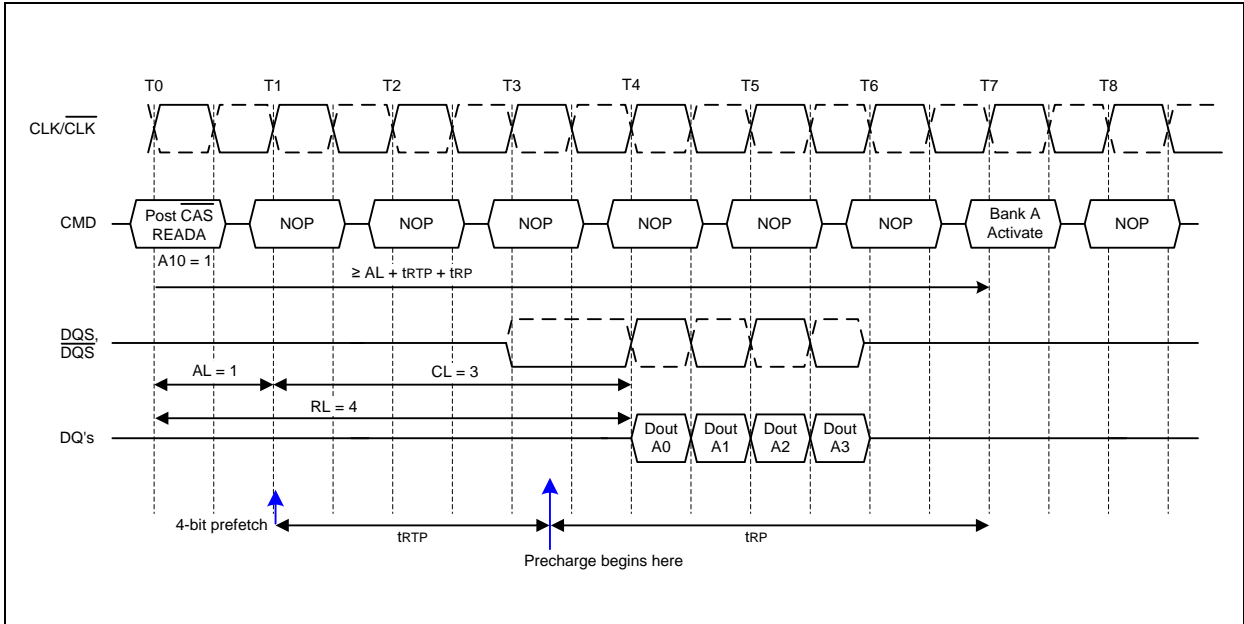 T0 T1 T2 T3 T4 T5 T6 T7 T8
CLK/CLK
CMD
Post CAS
READA
NOP
NOP
NOP
NOP
NOP
NOP
Bank A
Activate
NOP
A10 = 1
≥ AL + tRTP + tRP
DQS,
DQS
AL = 1
CL = 3
RL = 4
DQ's
Dout
A0
Dout
A1
Dout
A2
Dout
A3
4-bit prefetch
tRTP
tRP
Precharge begins here